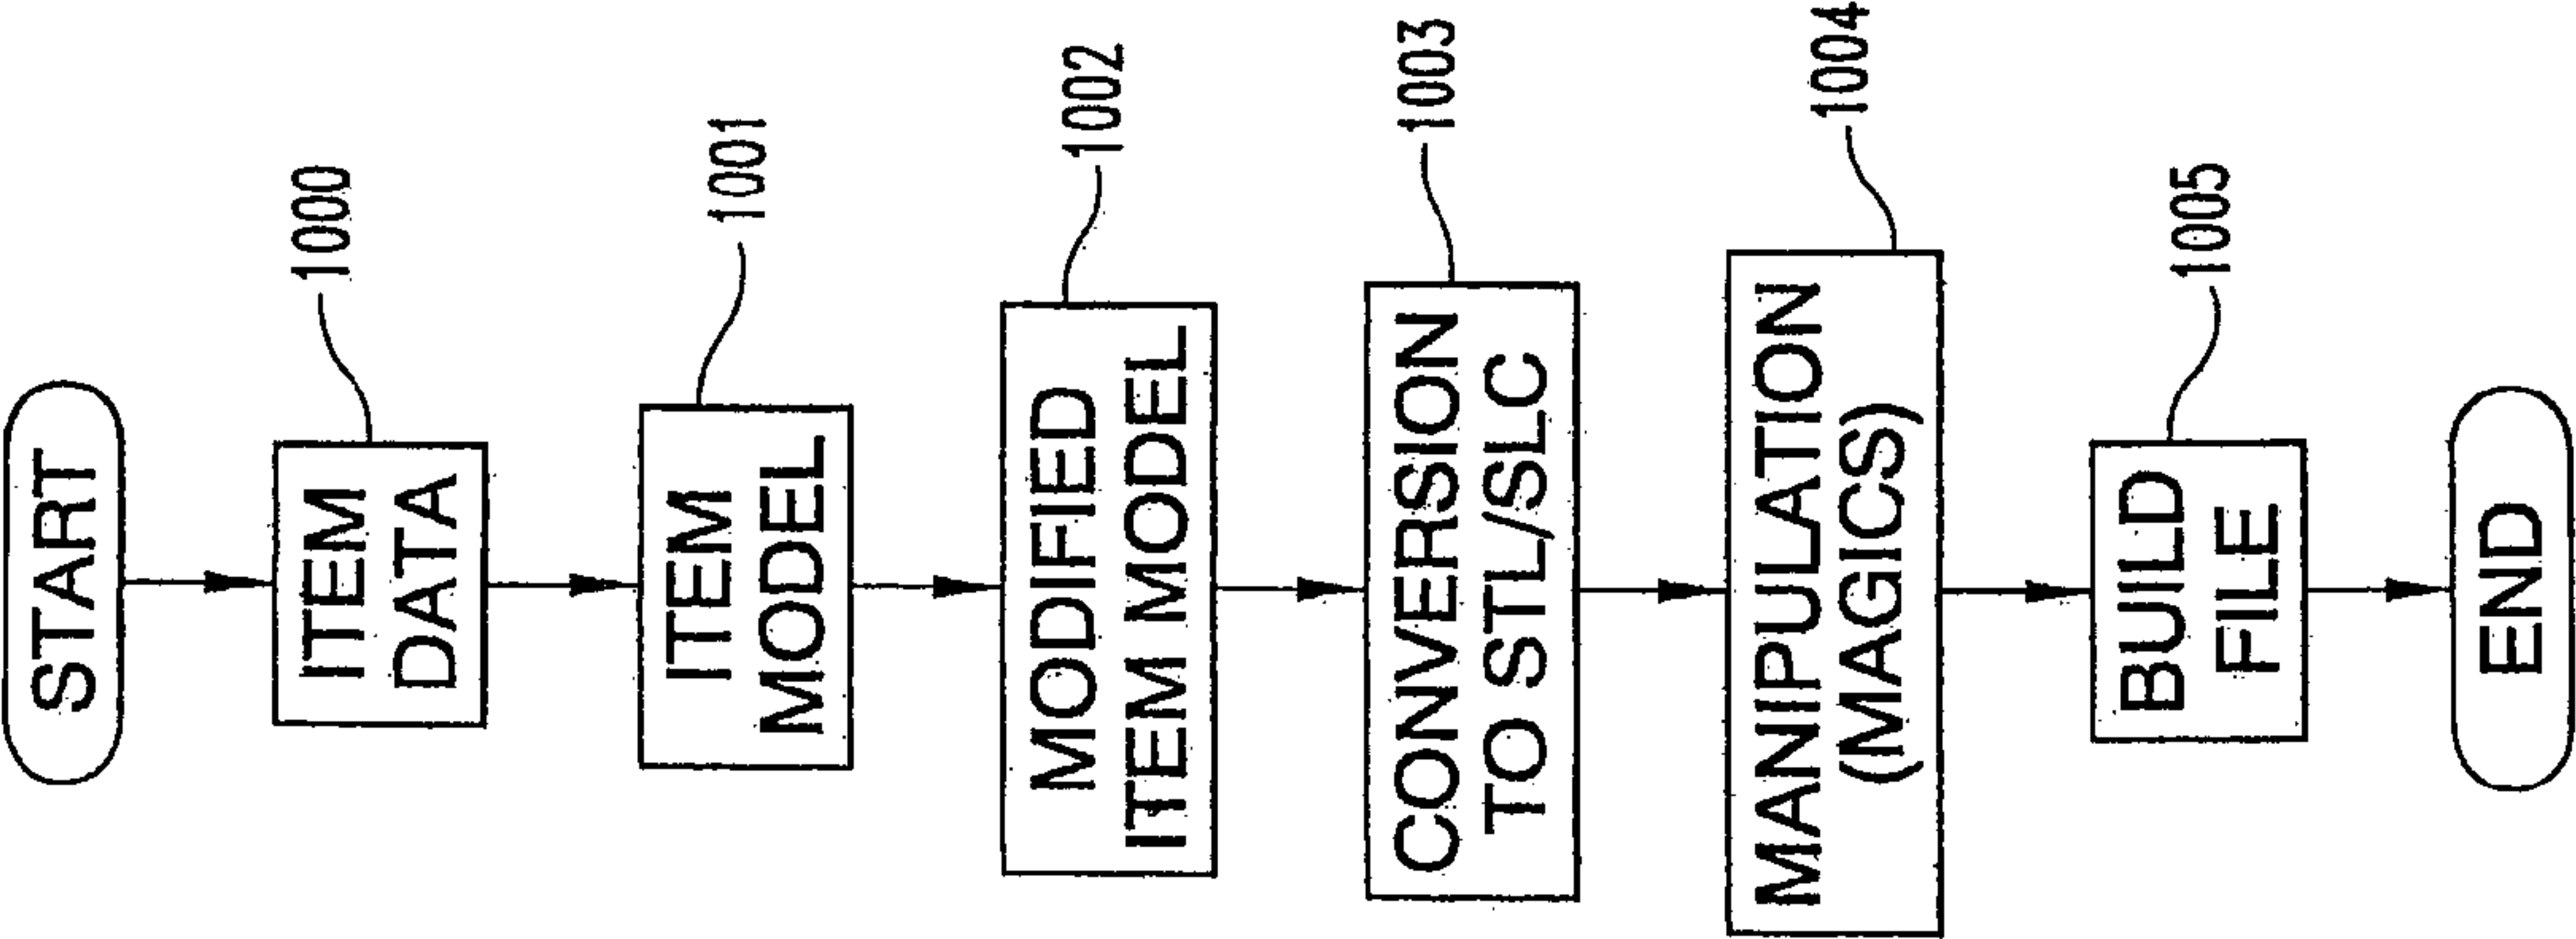 START
1000
ITEM
DATA
1001
ITEM
MODEL
1002
MODIFIED
ITEM MODEL
1003
CONVERSION
TO STL/SLC
1004
MANIPULATION
(MAGICS)
1005
BUILD
FILE
END